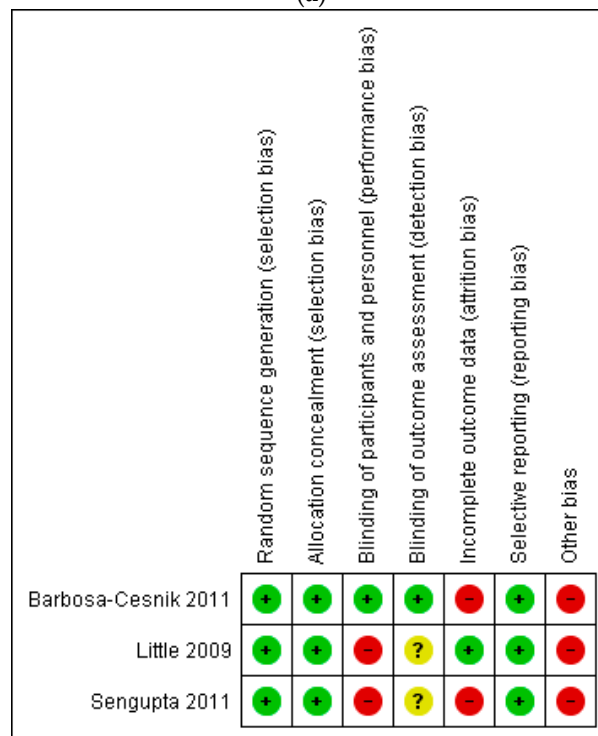 Random sequence generation (selection bias)
Allocation concealment (selection bias)
Blinding of participants and personnel (performance bias)
Blinding of outcome assessment (detection bias)
Incomplete outcome data (attrition bias)
Selective reporting (reporting bias)
Other bias
Barbosa-Cesnik 2011 + + + + - + -
Little 2009 + + - ? + + -
Sengupta 2011 + + - ? - + -